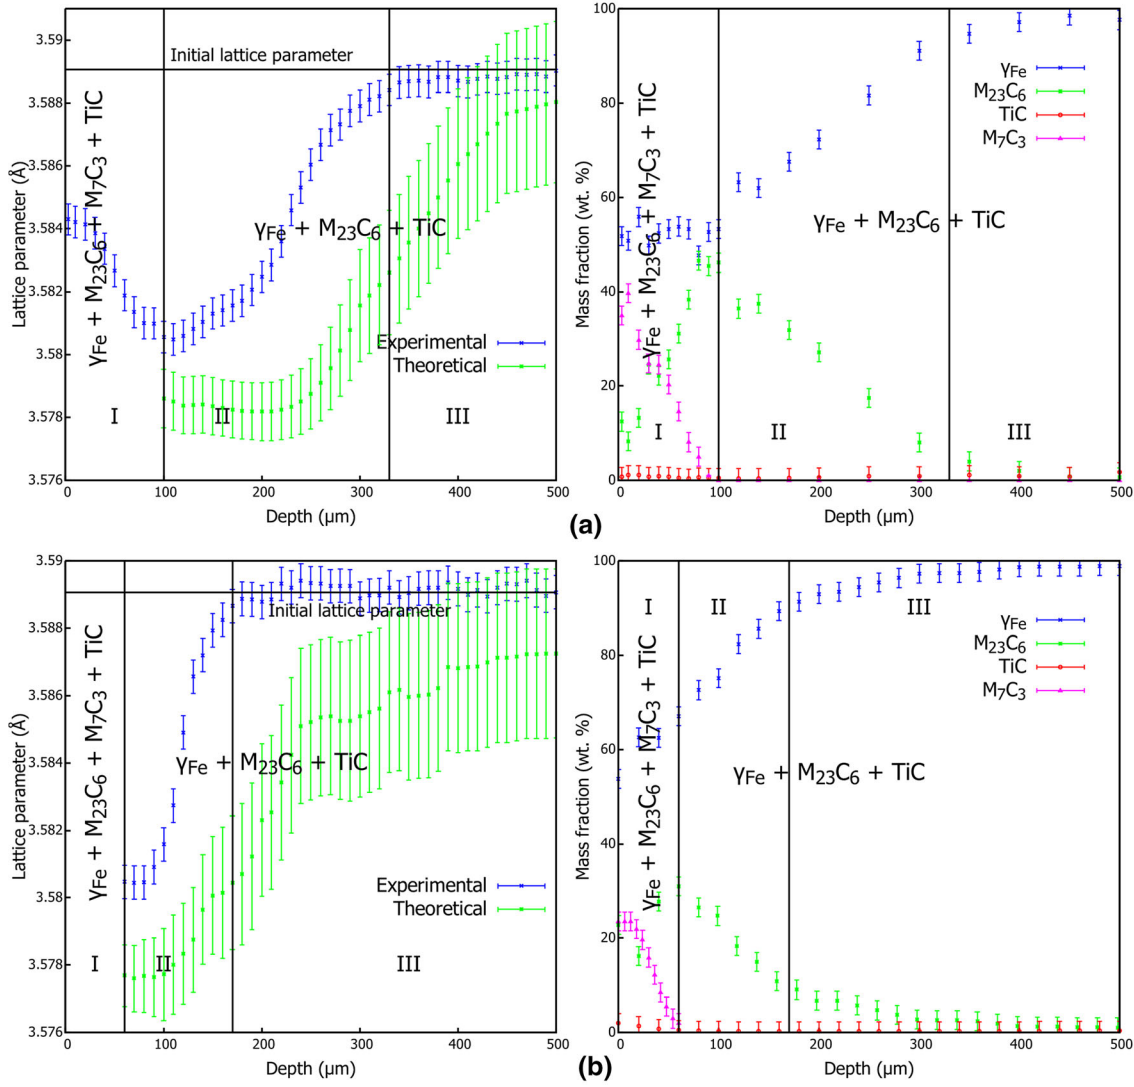 3.59
3.588
3.586
3.584
3.582
3.58
3.578
3.576
Lattice parameter (Å)
Initial lattice parameter
γFe + M23C6 + M7C3 + TiC
γFe + M23C6 + TiC
Experimental
Theoretical
I
II
III
0
100
200
300
400
500
Depth (µm)
100
80
60
40
20
0
Mass fraction (wt. %)
γFe
M23C6
TiC
M7C3
γFe + M23C6 + M7C3 + TiC
γFe + M23C6 + TiC
I
II
III
0
100
200
300
400
500
Depth (µm)
(a)
3.59
3.588
3.586
3.584
3.582
3.58
3.578
3.576
Lattice parameter (Å)
Initial lattice parameter
γFe + M23C6 + M7C3 + TiC
γFe + M23C6 + TiC
Experimental
Theoretical
I
II
III
0
100
200
300
400
500
Depth (µm)
100
80
60
40
20
0
Mass fraction (wt. %)
I
II
III
γFe
M23C6
TiC
M7C3
γFe + M23C6 + M7C3 + TiC
γFe + M23C6 + TiC
0
100
200
300
400
500
Depth (µm)
(b)